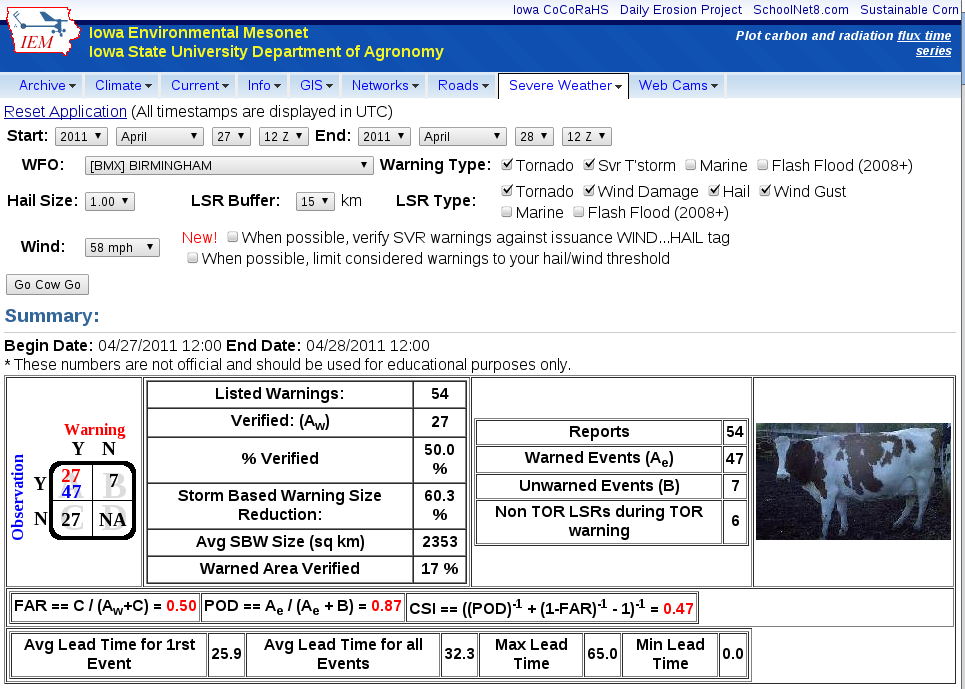 Iowa CoCoRaHS Daily Erosion Project SchoolNet8.com Sustainable Corn
IEM
Iowa Environmental Mesonet
Iowa State University Department of Agronomy
Plot carbon and radiation flux time
series
Archive Climate Current Info GIS Networks Roads Severe Weather Web Cams
Reset Application (All timestamps are displayed in UTC)
Start: 2011 April 27 12 Z End: 2011 April 28 12 Z
WFO: [BMX] BIRMINGHAM Warning Type: Tornado Svr T'storm Marine Flash Flood (2008+)
Hail Size: 1.00 LSR Buffer: 15 km LSR Type: Tornado Wind Damage Hail Wind Gust
Marine Flash Flood (2008+)
Wind: 58 mph New! When possible, verify SVR warnings against issuance WIND...HAIL tag
When possible, limit considered warnings to your hail/wind threshold
Go Cow Go
Summary:
Begin Date: 04/27/2011 12:00 End Date: 04/28/2011 12:00
* These numbers are not official and should be used for educational purposes only.
Warning
Y N
Observation
Y 27 47 A 7 B
N 27 C NA D
Listed Warnings: 54
Verified: (Aw) 27
% Verified 50.0 %
Storm Based Warning Size Reduction: 60.3 %
Avg SBW Size (sq km) 2353
Warned Area Verified 17 %
Reports 54
Warned Events (Ae) 47
Unwarned Events (B) 7
Non TOR LSRs during TOR warning 6
FAR == C / (Aw+C) = 0.50 POD == Ae / (Ae + B) = 0.87 CSI == ((POD)-1 + (1-FAR)-1 - 1)-1 = 0.47
Avg Lead Time for 1rst Event 25.9 Avg Lead Time for all Events 32.3 Max Lead Time 65.0 Min Lead Time 0.0